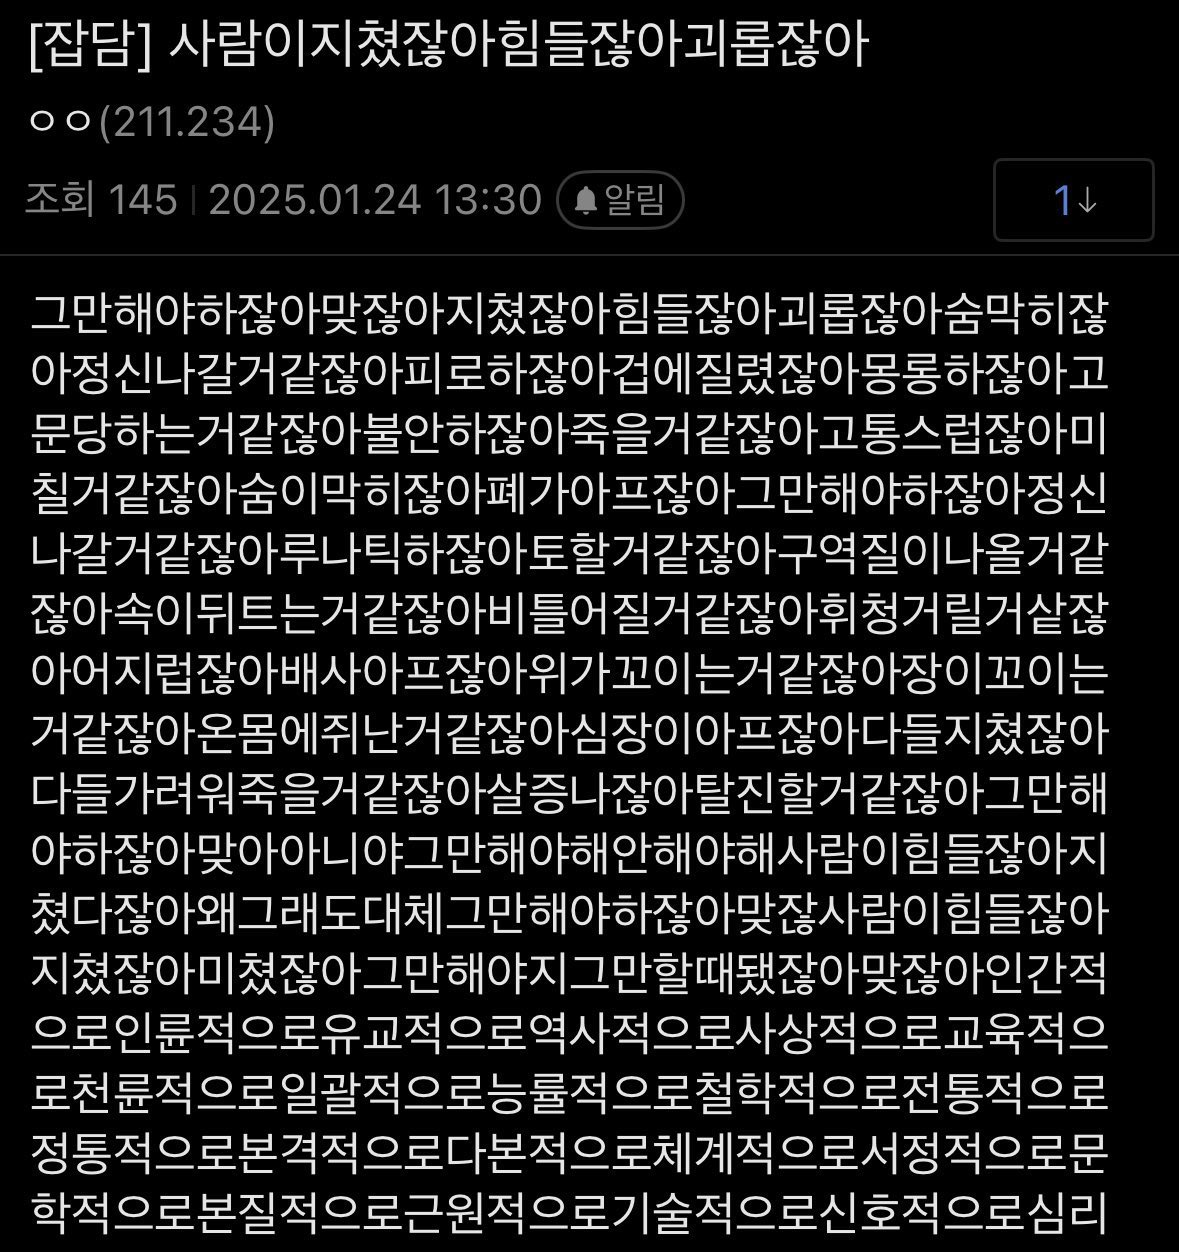 [잡담] 사람이지쳤잖아힘들잖아괴롭잖아
ㅇㅇ(211.234)
조회 145 | 2025.01.24 13:30 알림 1↓
그만해야하잖아맞잖아지쳤잖아힘들잖아괴롭잖아숨막히잖
아정신나갈거같잖아피로하잖아겁에질렸잖아몽롱하잖아고
문당하는거같잖아불안하잖아죽을거같잖아고통스럽잖아미
칠거같잖아숨이막히잖아폐가아프잖아그만해야하잖아정신
나갈거같잖아루나틱하잖아토할거같잖아구역질이나올거같
잖아속이뒤트는거같잖아비틀어질거같잖아휘청거릴거샅잖
아어지럽잖아배사아프잖아위가꼬이는거같잖아장이꼬이는
거같잖아온몸에쥐난거같잖아심장이아프잖아다들지쳤잖아
다들가려워죽을거같잖아살증나잖아탈진할거같잖아그만해
야하잖아맞아아니야그만해야해안해야해사람이힘들잖아지
쳤다잖아왜그래도대체그만해야하잖아맞잖사람이힘들잖아
지쳤잖아미쳤잖아그만해야지그만할때됐잖아맞잖아인간적
으로인륜적으로유교적으로역사적으로사상적으로교육적으
로천륜적으로일괄적으로능률적으로철학적으로전통적으로
정통적으로본격적으로다본적으로체계적으로서정적으로문
학적으로본질적으로근원적으로기술적으로신호적으로심리